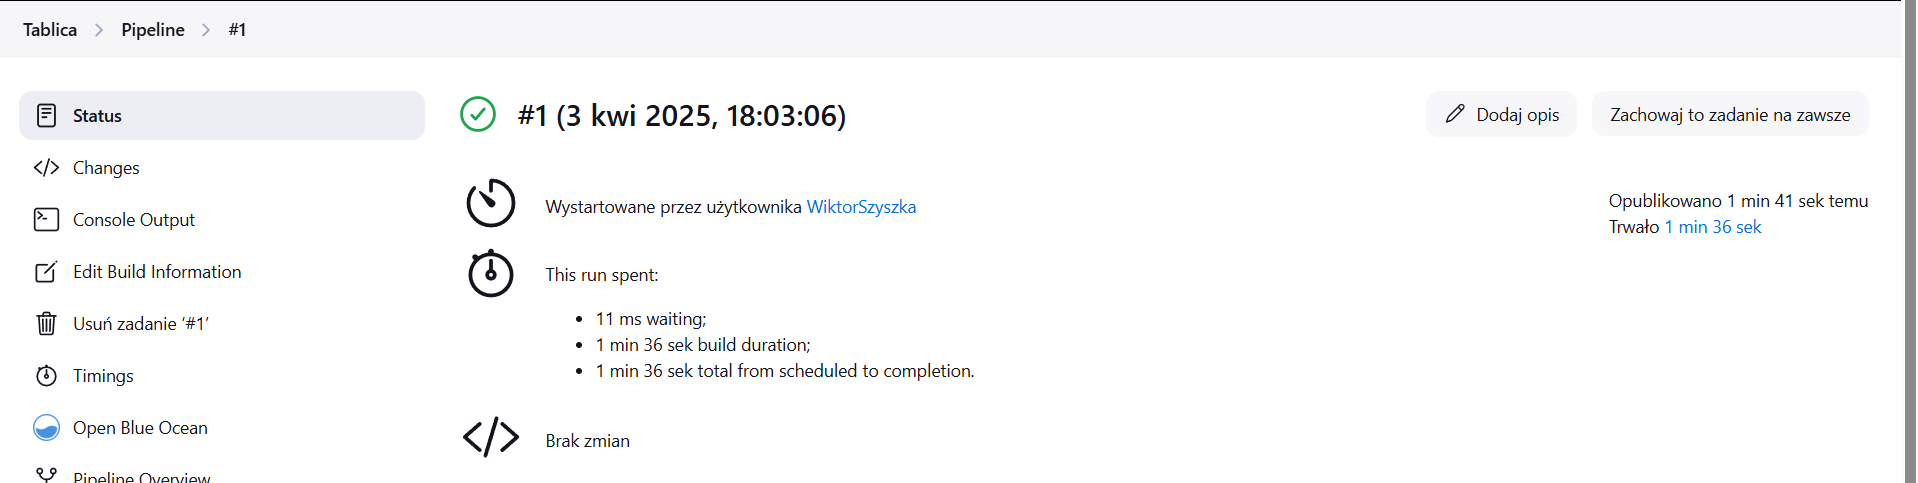 Tablica > Pipeline > #1
Status
Changes
Console Output
Edit Build Information
Usuń zadanie ‘#1’
Timings
Open Blue Ocean
Pipeline Overview
#1 (3 kwi 2025, 18:03:06)
Dodaj opis
Zachowaj to zadanie na zawsze
Wystartowane przez użytkownika WiktorSzyszka
Opublikowano 1 min 41 sek temu
Trwało 1 min 36 sek
This run spent:
• 11 ms waiting;
• 1 min 36 sek build duration;
• 1 min 36 sek total from scheduled to completion.
Brak zmian